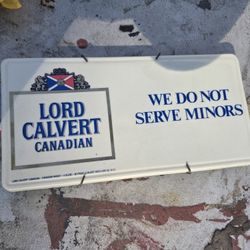 LORD
CALVERT
CANADIAN
WE DO NOT
SERVE MINORS